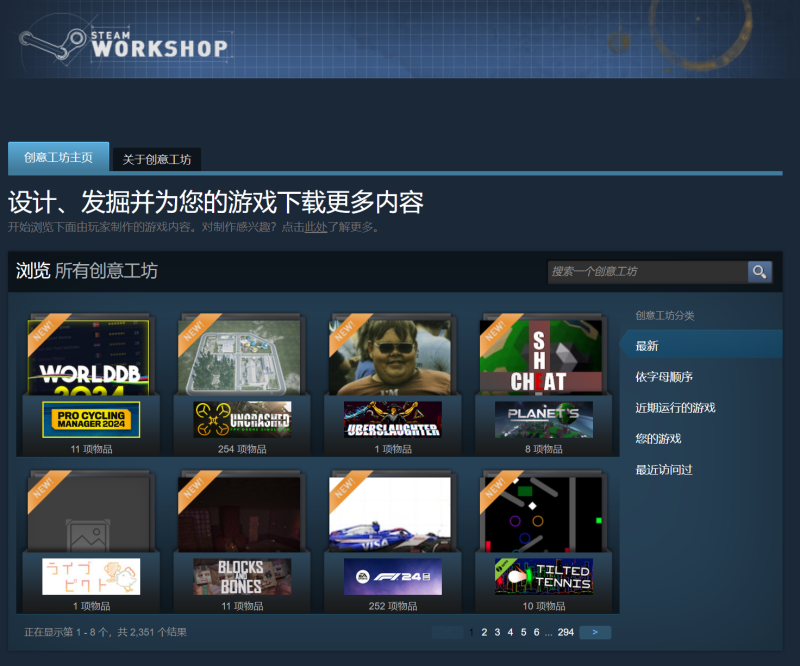 STEAM
WORKSHOP
创意工坊主页
关于创意工坊
设计、发掘并为您的游戏下载更多内容
开始浏览下面由玩家制作的游戏内容。对制作感兴趣？点击此处了解更多。
浏览 所有创意工坊
搜索一个创意工坊
创意工坊分类
最新
依字母顺序
近期运行的游戏
您的游戏
最近访问过
NEW!
WORLDDB
2024
PRO CYCLING
MANAGER 2024
11 项物品
NEW!
UNCRASHED
254 项物品
NEW!
I'M
UBERSLAUGHTER
1 项物品
NEW!
SHEAT
CHEAT
PLANET'S
8 项物品
NEW!
ライブ
ピクト
1 项物品
NEW!
BLOCKS
AND
BONES
11 项物品
NEW!
VISA
EA SPORTS F1 24
252 项物品
NEW!
TILTED
TENNIS
10 项物品
正在显示第 1 - 8 个，共 2,351 个结果
1 2 3 4 5 6 ... 294 >